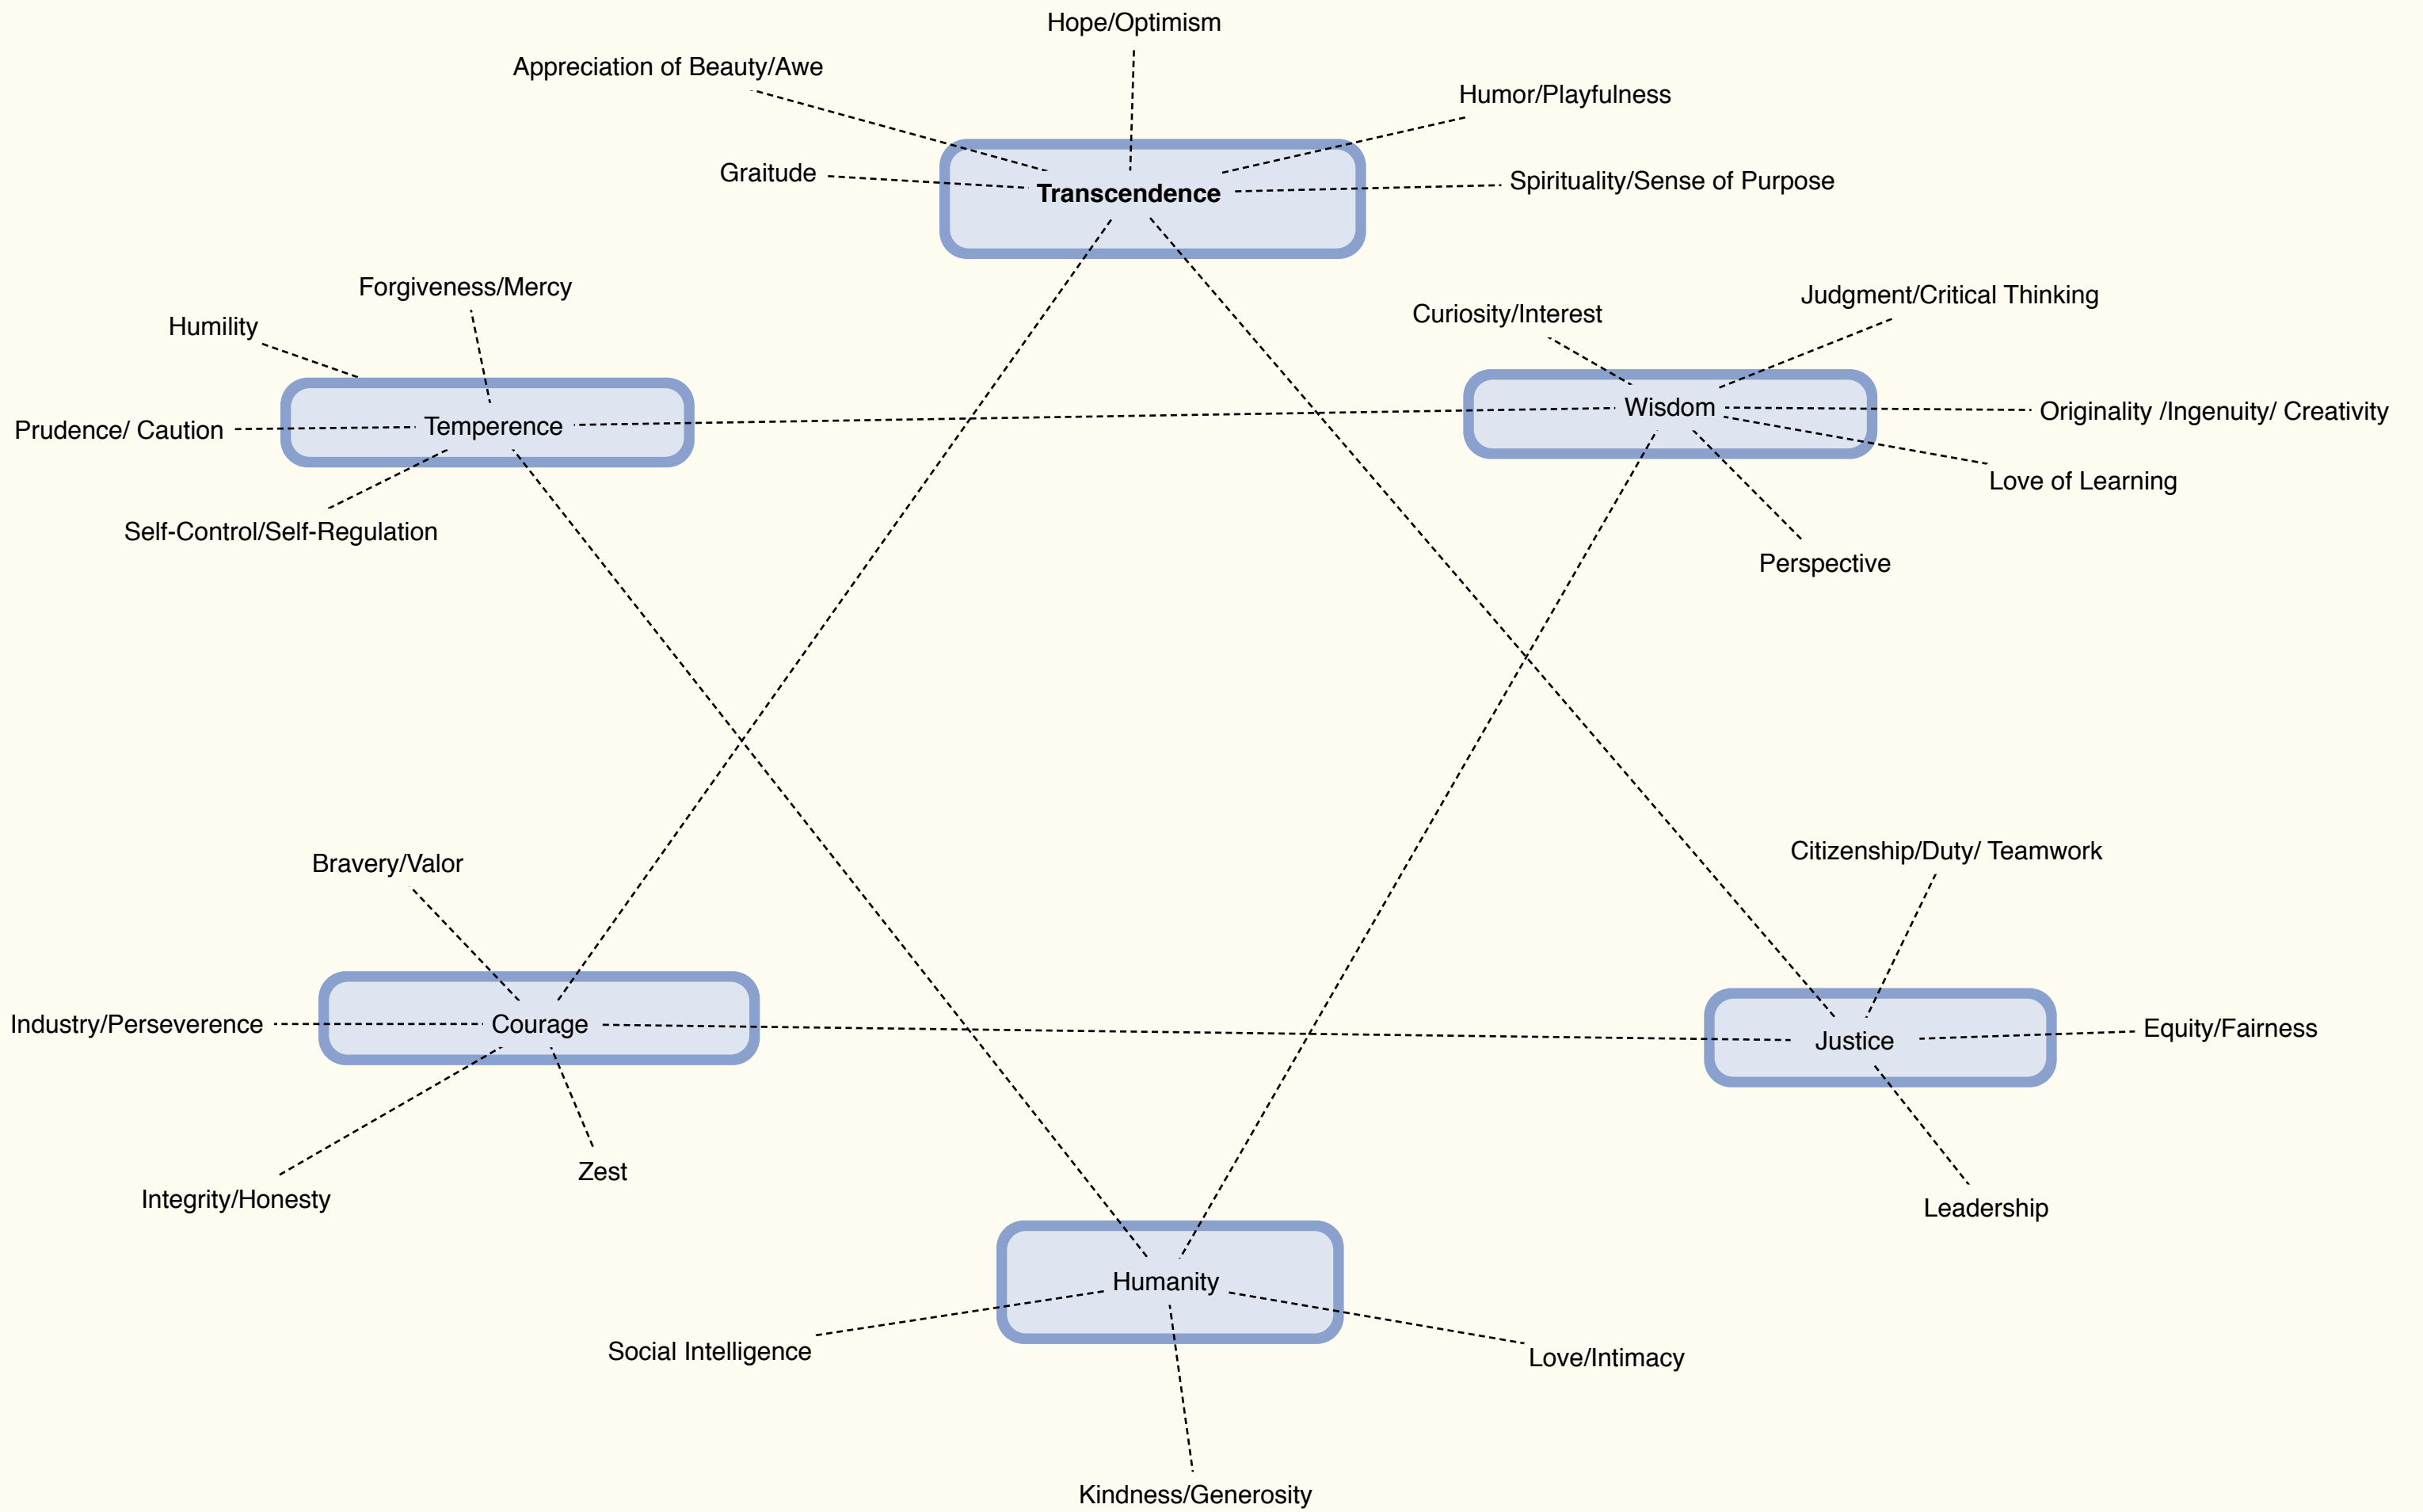 Hope/Optimism
Appreciation of Beauty/Awe
Humor/Playfulness
Graitude
Transcendence
Spirituality/Sense of Purpose
Forgiveness/Mercy
Humility
Prudence/ Caution
Temperence
Self-Control/Self-Regulation
Curiosity/Interest
Judgment/Critical Thinking
Wisdom
Originality /Ingenuity/ Creativity
Love of Learning
Perspective
Bravery/Valor
Industry/Perseverence
Courage
Integrity/Honesty
Zest
Citizenship/Duty/ Teamwork
Justice
Equity/Fairness
Leadership
Humanity
Social Intelligence
Love/Intimacy
Kindness/Generosity